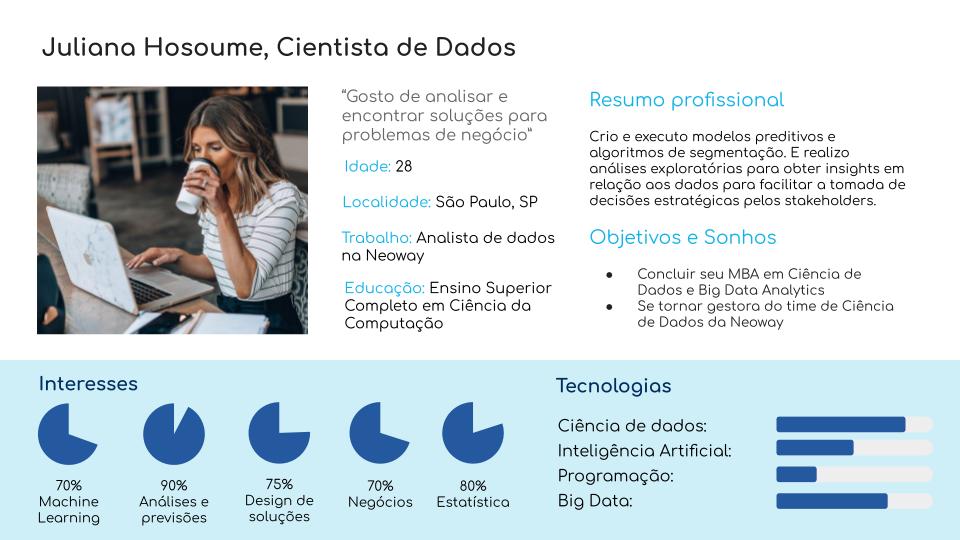 Juliana Hosoume, Cientista de Dados
“Gosto de analisar e
encontrar soluções para
problemas de negócio”
Idade: 28
Localidade: São Paulo, SP
Trabalho: Analista de dados
na Neoway
Educação: Ensino Superior
Completo em Ciência da
Computação
Resumo profissional
Crio e executo modelos preditivos e
algoritmos de segmentação. E realizo
análises exploratórias para obter insights em
relação aos dados para facilitar a tomada de
decisões estratégicas pelos stakeholders.
Objetivos e Sonhos
● Concluir seu MBA em Ciência de
Dados e Big Data Analytics
● Se tornar gestora do time de Ciência
de Dados da Neoway
Interesses
70%
Machine
Learning
90%
Análises e
previsões
75%
Design de
soluções
70%
Negócios
80%
Estatística
Tecnologias
Ciência de dados:
Inteligência Artificial:
Programação:
Big Data: